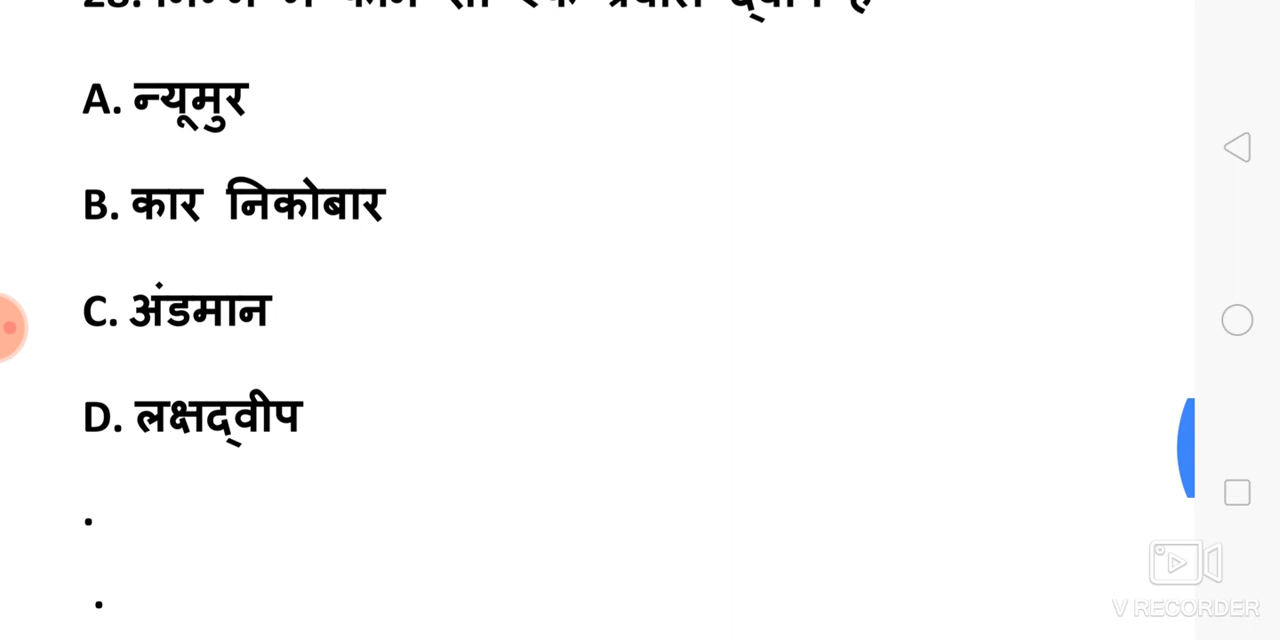 A. न्यूमुर
B. कार निकोबार
C. अंडमान
D. लक्षद्वीप
.
.
V RECORDER